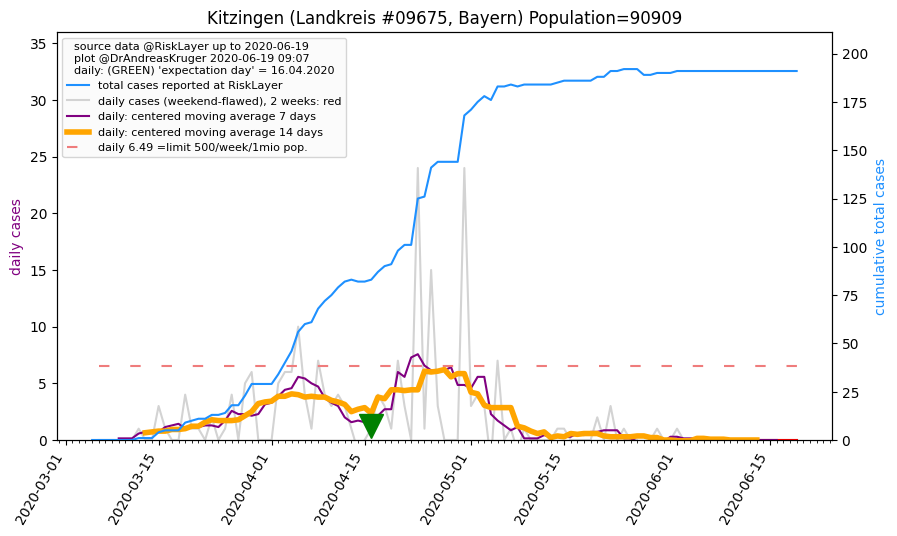 Kitzingen (Landkreis #09675, Bayern) Population=90909
source data @RiskLayer up to 2020-06-19
plot @DrAndreasKruger 2020-06-19 09:07
daily: (GREEN) 'expectation day' = 16.04.2020
total cases reported at RiskLayer
daily cases (weekend-flawed), 2 weeks: red
daily: centered moving average 7 days
daily: centered moving average 14 days
daily 6.49 =limit 500/week/1mio pop.
daily cases
35
30
25
20
15
10
5
0
cumulative total cases
200
175
150
125
100
75
50
25
0
2020-03-01
2020-03-15
2020-04-01
2020-04-15
2020-05-01
2020-05-15
2020-06-01
2020-06-15